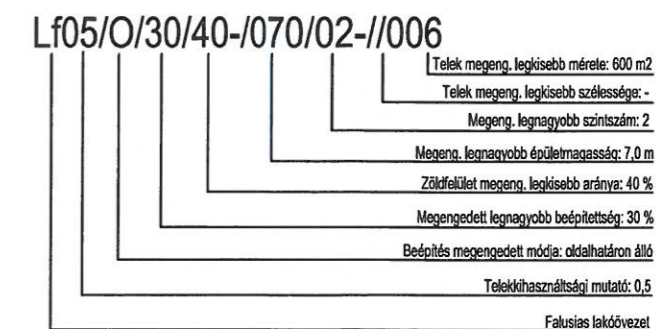 Lf05/O/30/40-/070/02-//006
Telek megeng. legkisebb mérete: 600 m2
Telek megeng. legkisebb szélessége: -
Megeng. legnagyobb szintszám: 2
Megeng. legnagyobb épületmagasság: 7,0 m
Zöldfelület megeng. legkisebb aránya: 40 %
Megengedett legnagyobb beépítettség: 30 %
Beépítés megengedett módja: oldalhatáron álló
Telekkihasználtsági mutató: 0,5
Falusias lakóövezet